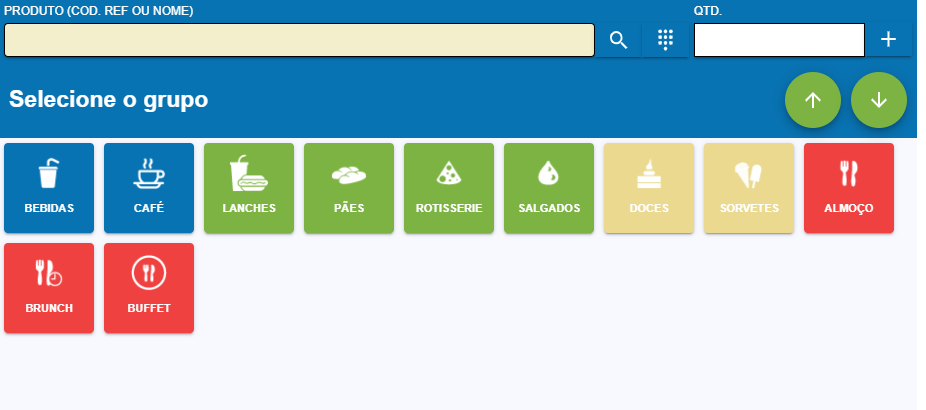 PRODUTO (COD. REF OU NOME)
QTD.
Selecione o grupo
BEBIDAS
CAFÉ
LANCHES
PÃES
ROTISSERIE
SALGADOS
DOCES
SORVETES
ALMOÇO
BRUNCH
BUFFET